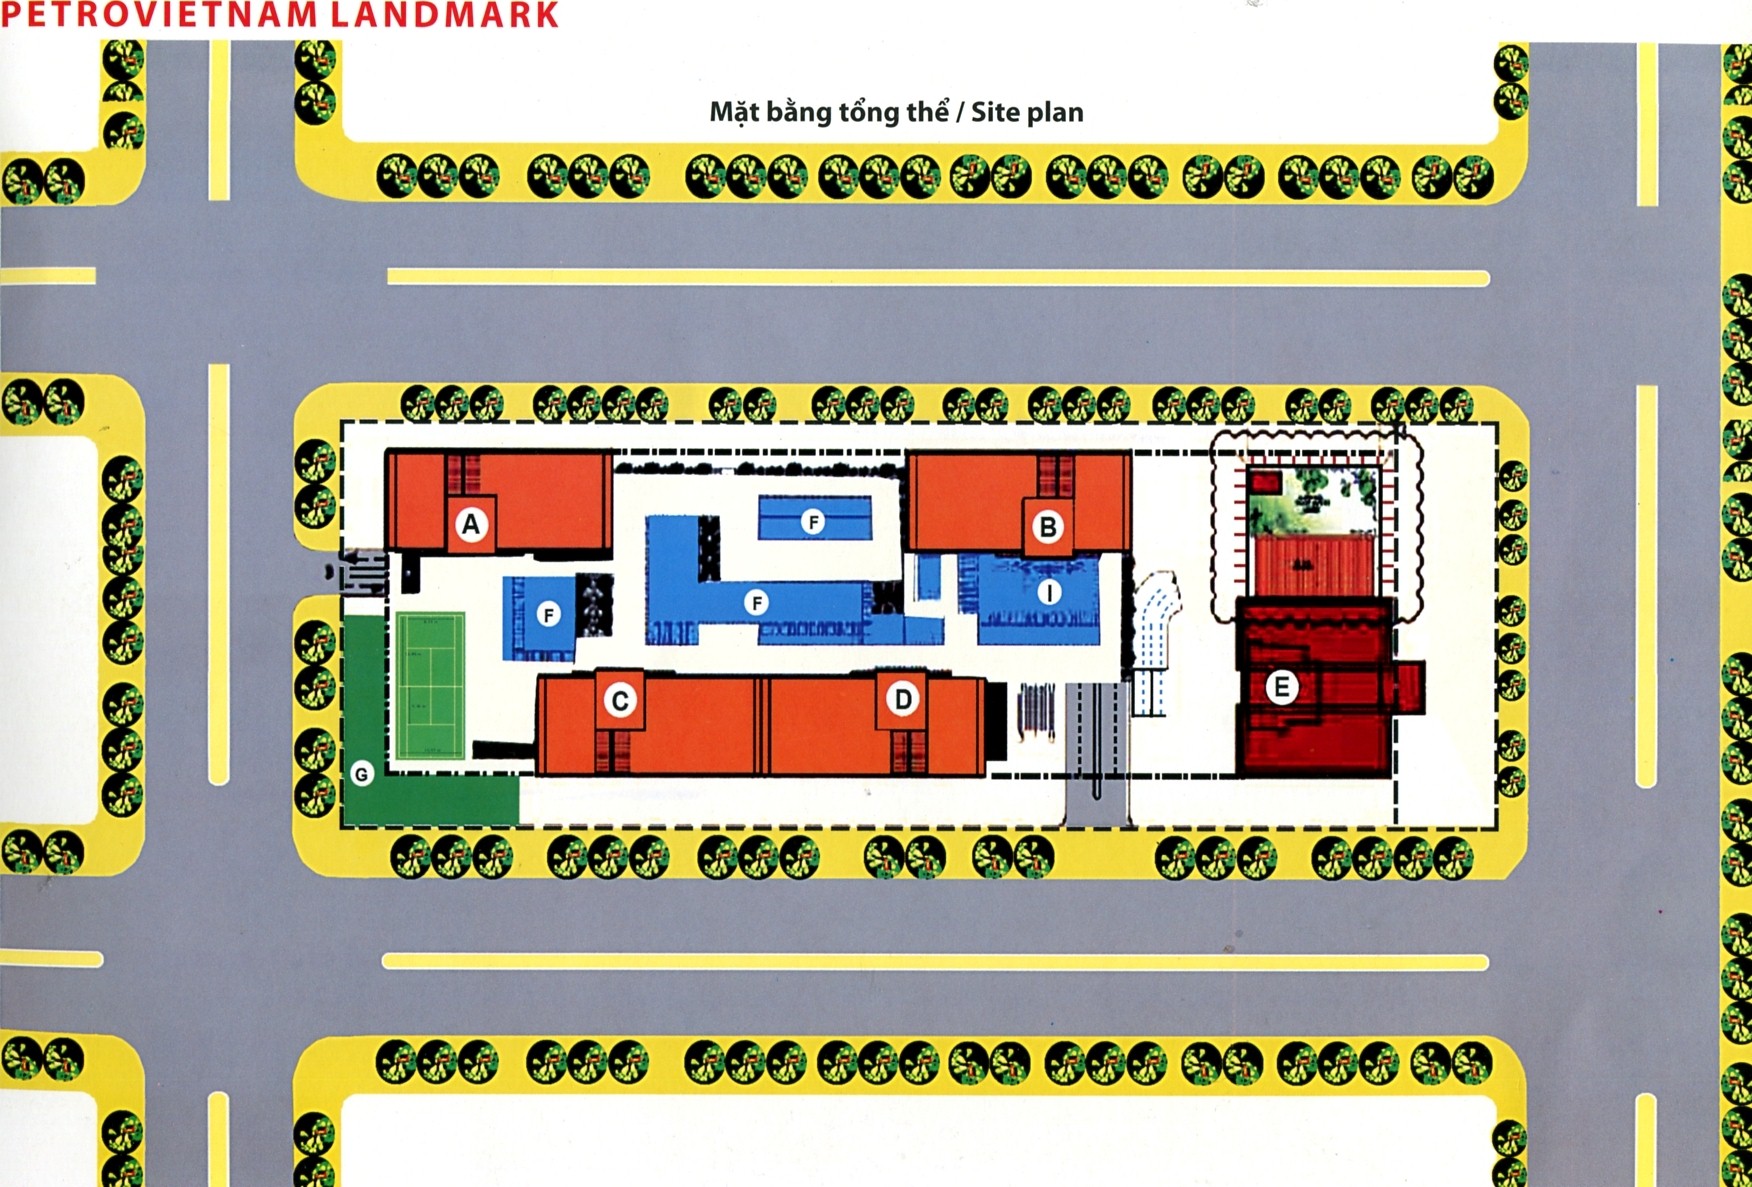 PETROVIETNAM LANDMARK
Mặt bằng tổng thể / Site plan
A
F
B
F
F
I
C
D
E
G